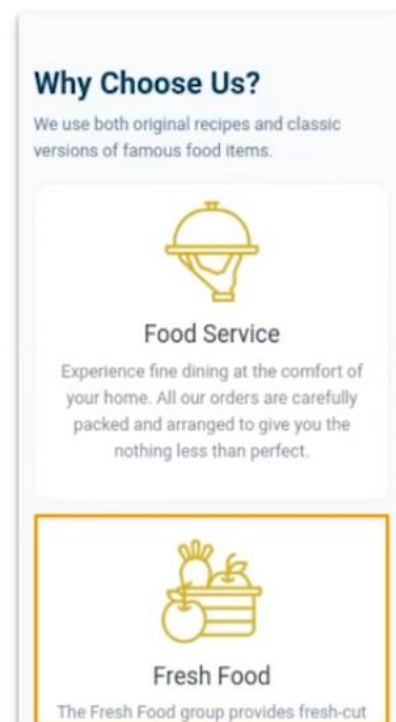 Why Choose Us?
We use both original recipes and classic
versions of famous food items.
Food Service
Experience fine dining at the comfort of
your home. All our orders are carefully
packed and arranged to give you the
nothing less than perfect.
Fresh Food
The Fresh Food group provides fresh-cut